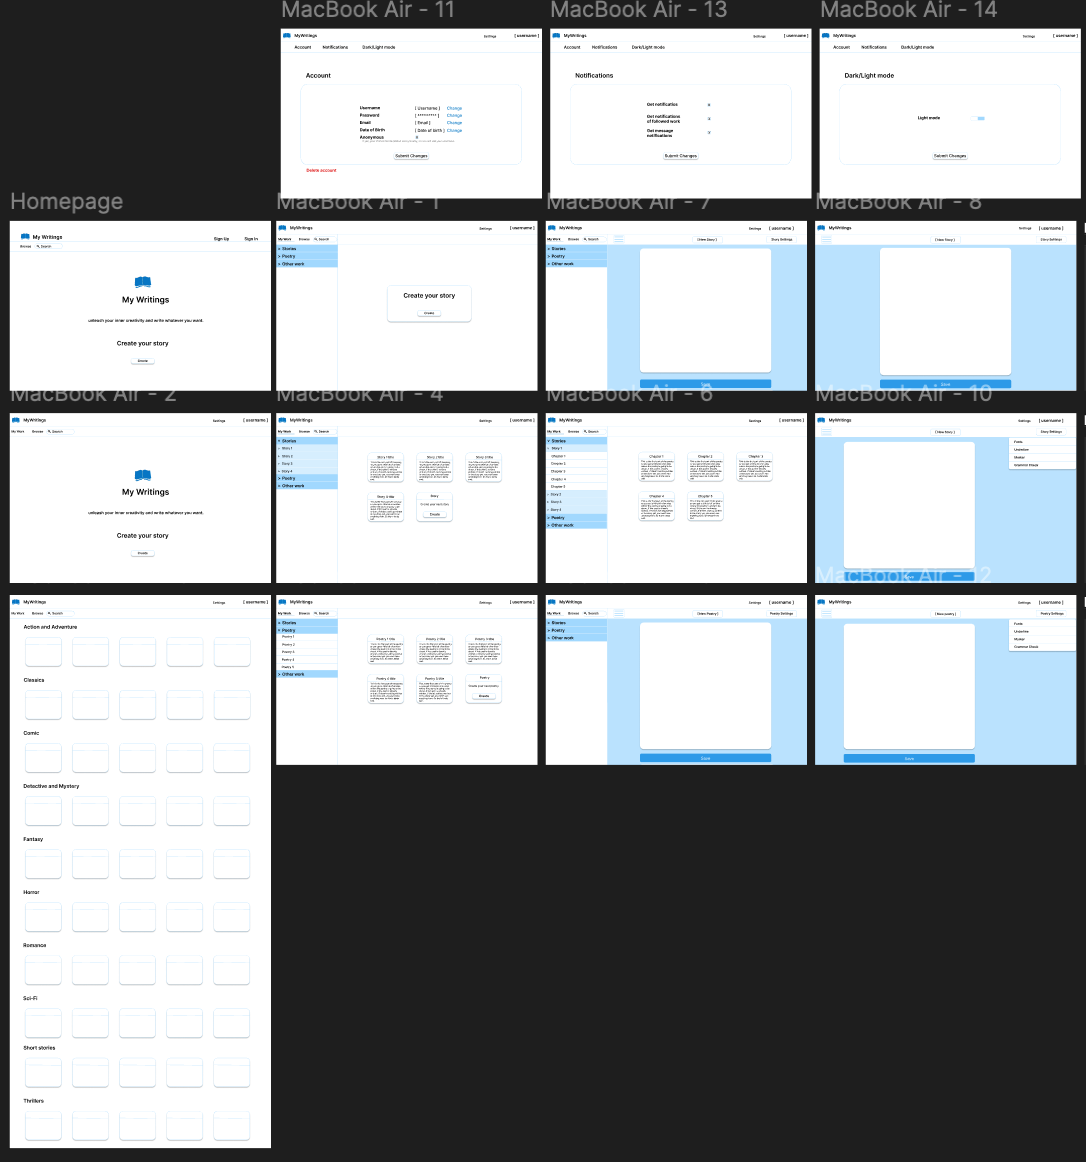 MacBook Air - 11
MacBook Air - 13
MacBook Air - 14
MyWritings
Settings
[ username ]
Account
Notifications
Dark/Light mode
Account
Username
[ Username ]
Change
Password
[ ********* ]
Change
Email
[ Email ]
Change
Date of Birth
[ Date of birth ]
Change
Anonymous
Submit Changes
Delete account
MyWritings
Settings
[ username ]
Account
Notifications
Dark/Light mode
Notifications
Get notificatios
Get notifications
of followed work
Get message
notifications
Submit Changes
MyWritings
Settings
[ username ]
Account
Notifications
Dark/Light mode
Dark/Light mode
Light mode
Submit Changes
Homepage
MacBook Air - 1
MacBook Air - 7
MacBook Air - 8
My Writings
Sign Up
Sign In
Browse
Search
My Writings
unleash your inner creativity and write whatever you want.
Create your story
Create
MyWritings
Settings
[ username ]
My Work
Browse
Search
> Stories
> Poetry
> Other work
Create your story
Create
MyWritings
Settings
[ username ]
My Work
Browse
Search
[ New Story ]
Story Settings
> Stories
> Poetry
> Other work
Save
MyWritings
Settings
[ username ]
[ New Story ]
Story Settings
Save
MacBook Air - 2
MacBook Air - 4
MacBook Air - 6
MacBook Air - 10
MyWritings
Settings
[ username ]
My Work
Browse
Search
My Writings
unleash your inner creativity and write whatever you want.
Create your story
Create
MyWritings
Settings
[ username ]
My Work
Browse
Search
Stories
Story 1
Story 2
Story 3
Story 4
> Poetry
> Other work
Story 1 title
Story 2 title
Story 3 title
Story 4 title
Story
Create
MyWritings
Settings
[ username ]
My Work
Browse
Search
Stories
Story 1
Chapter 1
Chapter 2
Chapter 3
Chapter 4
Chapter 5
Story 2
Story 3
Story 4
> Poetry
> Other work
Chapter 1
Chapter 2
Chapter 3
Chapter 4
Chapter 5
MyWritings
Settings
[ username ]
[ New Story ]
Story Settings
Fonts
Underline
Marker
Grammar Check
Save
MacBook Air - 12
MyWritings
Settings
[ username ]
My Work
Browse
Search
Action and Adventure
Classics
Comic
Detective and Mystery
Fantasy
Horror
Romance
Sci-Fi
Short stories
Thrillers
MyWritings
Settings
[ username ]
My Work
Browse
Search
> Stories
Poetry
Poetry 1
Poetry 2
Poetry 3
Poetry 4
Poetry 5
> Other work
Poetry 1 title
Poetry 2 title
Poetry 3 title
Poetry 4 title
Poetry 5 title
Poetry
Create
MyWritings
Settings
[ username ]
My Work
Browse
Search
[ New Poetry ]
Poetry Settings
> Stories
> Poetry
> Other work
Save
MyWritings
Settings
[ username ]
[ New poetry ]
Poetry Settings
Fonts
Underline
Marker
Grammar Check
Save